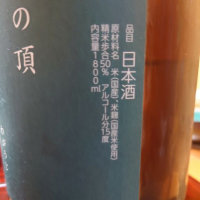 の頂
品目 日本酒
原材料名 米(国産)、米麹(国産米使用)
精米歩合50% アルコール分15度
内容量1800ml